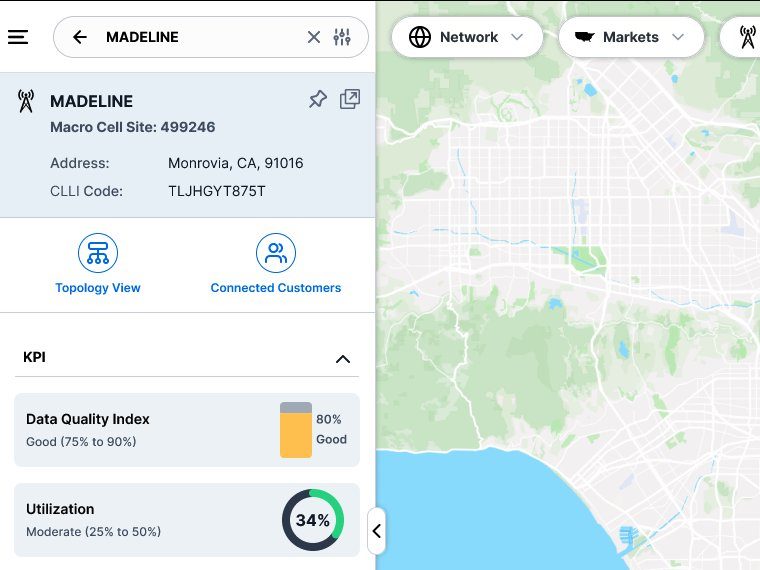 MADELINE
Network
Markets
MADELINE
Macro Cell Site: 499246
Address: Monrovia, CA, 91016
CLLI Code: TLJHGYT875T
Topology View
Connected Customers
KPI
Data Quality Index
Good (75% to 90%)
80%
Good
Utilization
Moderate (25% to 50%)
34%